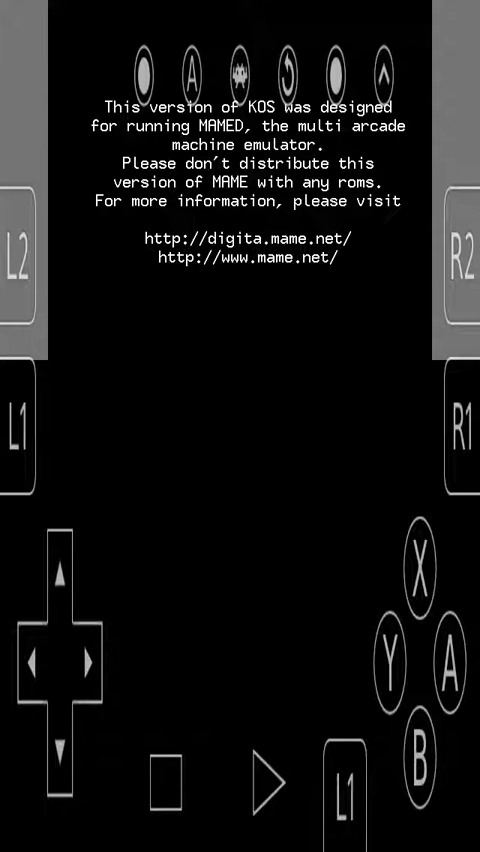 A
This version of KOS was designed
for running MAMED, the multi arcade
machine emulator.
Please don't distribute this
version of MAME with any roms.
For more information, please visit
http://digita.mame.net/
http://www.mame.net/
L2
R2
L1
R1
X
Y
A
B
L1